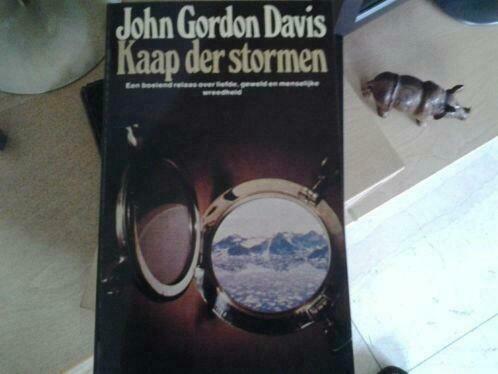 John Gordon Davis
Kaap der stormen
Een boeiend relaas over liefde, geweld en menselijke
wreedheid